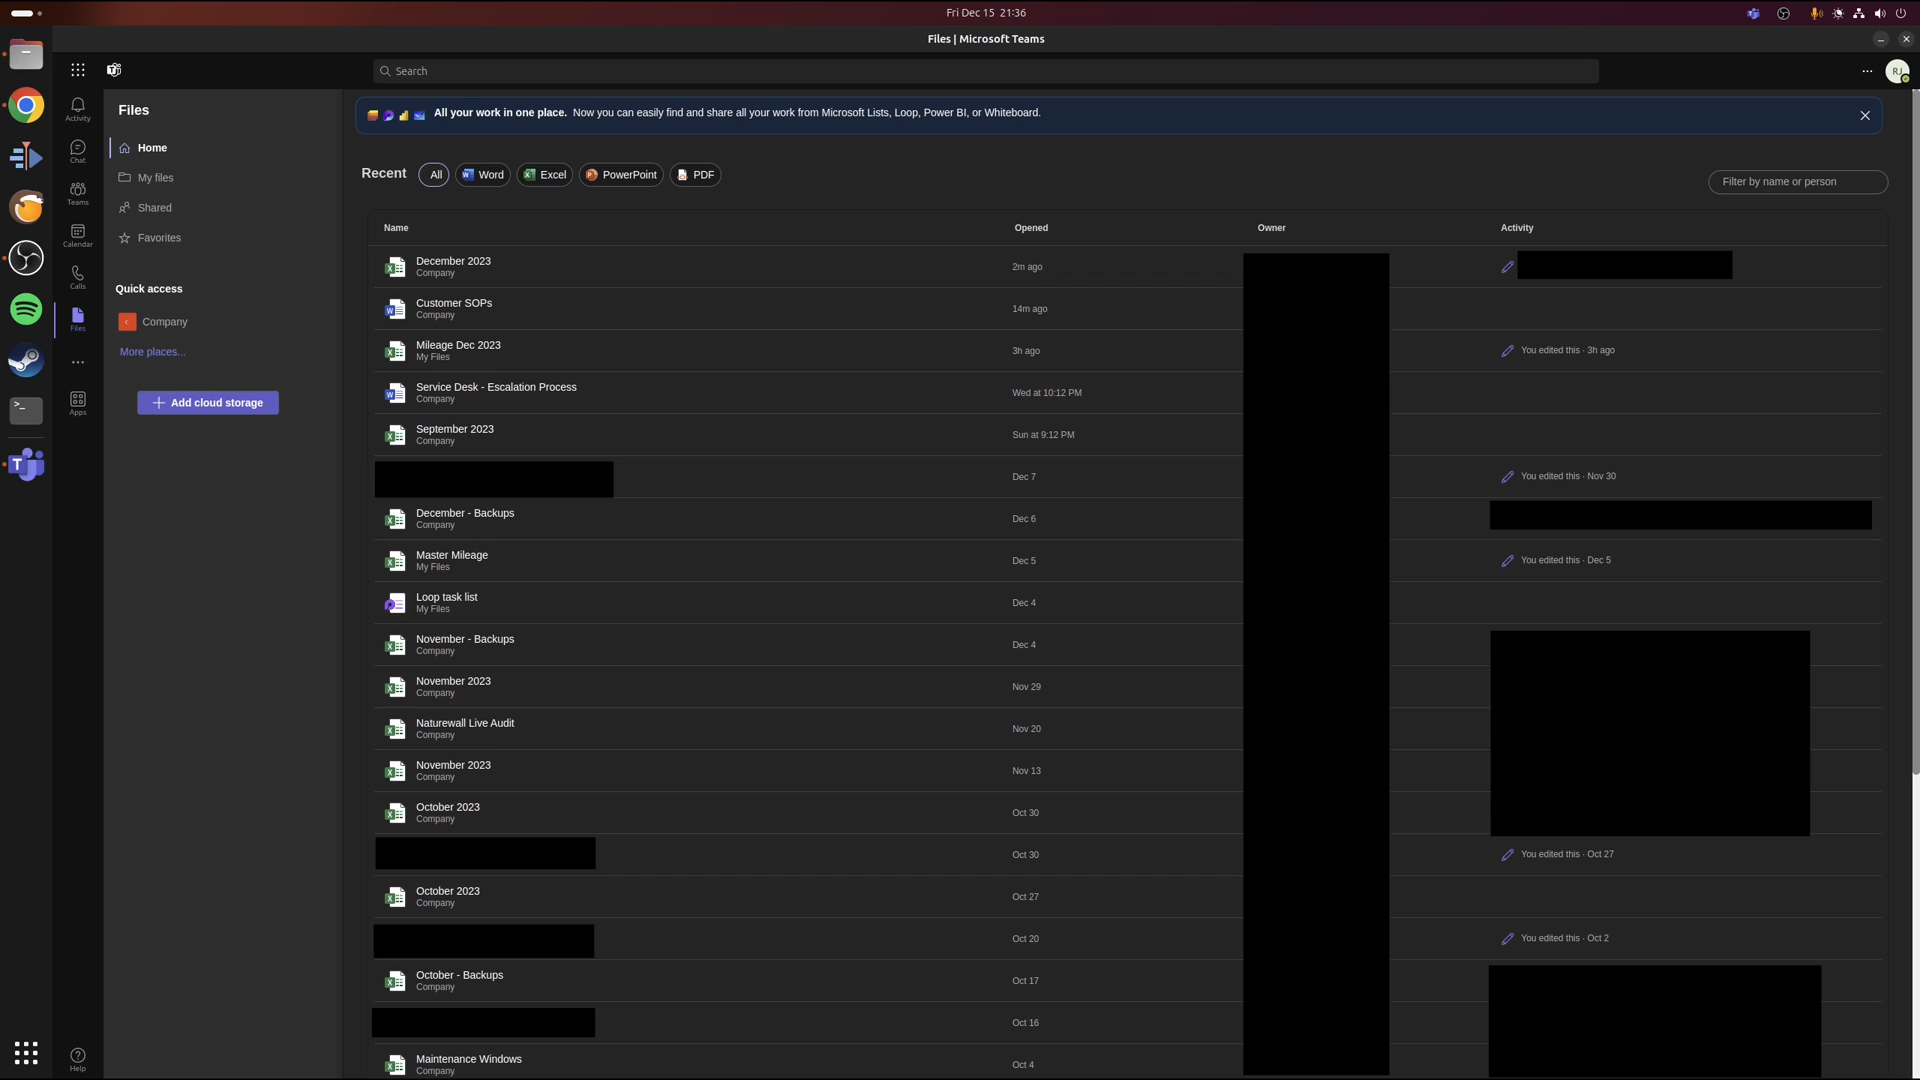 Fri Dec 15 21:36
Files | Microsoft Teams
Search
RJ
Activity
Chat
Teams
Calendar
Calls
Files
Apps
Help
Files
Home
My files
Shared
Favorites
Quick access
Company
More places...
Add cloud storage
All your work in one place. Now you can easily find and share all your work from Microsoft Lists, Loop, Power BI, or Whiteboard.
Recent All Word Excel PowerPoint PDF
Filter by name or person
Name Opened Owner Activity
December 2023
Company
2m ago
Customer SOPs
Company
14m ago
Mileage Dec 2023
My Files
3h ago
You edited this · 3h ago
Service Desk - Escalation Process
Company
Wed at 10:12 PM
September 2023
Company
Sun at 9:12 PM
Dec 7
You edited this · Nov 30
December - Backups
Company
Dec 6
Master Mileage
My Files
Dec 5
You edited this · Dec 5
Loop task list
My Files
Dec 4
November - Backups
Company
Dec 4
November 2023
Company
Nov 29
Naturewall Live Audit
Company
Nov 20
November 2023
Company
Nov 13
October 2023
Company
Oct 30
Oct 30
You edited this · Oct 27
October 2023
Company
Oct 27
Oct 20
You edited this · Oct 2
October - Backups
Company
Oct 17
Oct 16
Maintenance Windows
Company
Oct 4